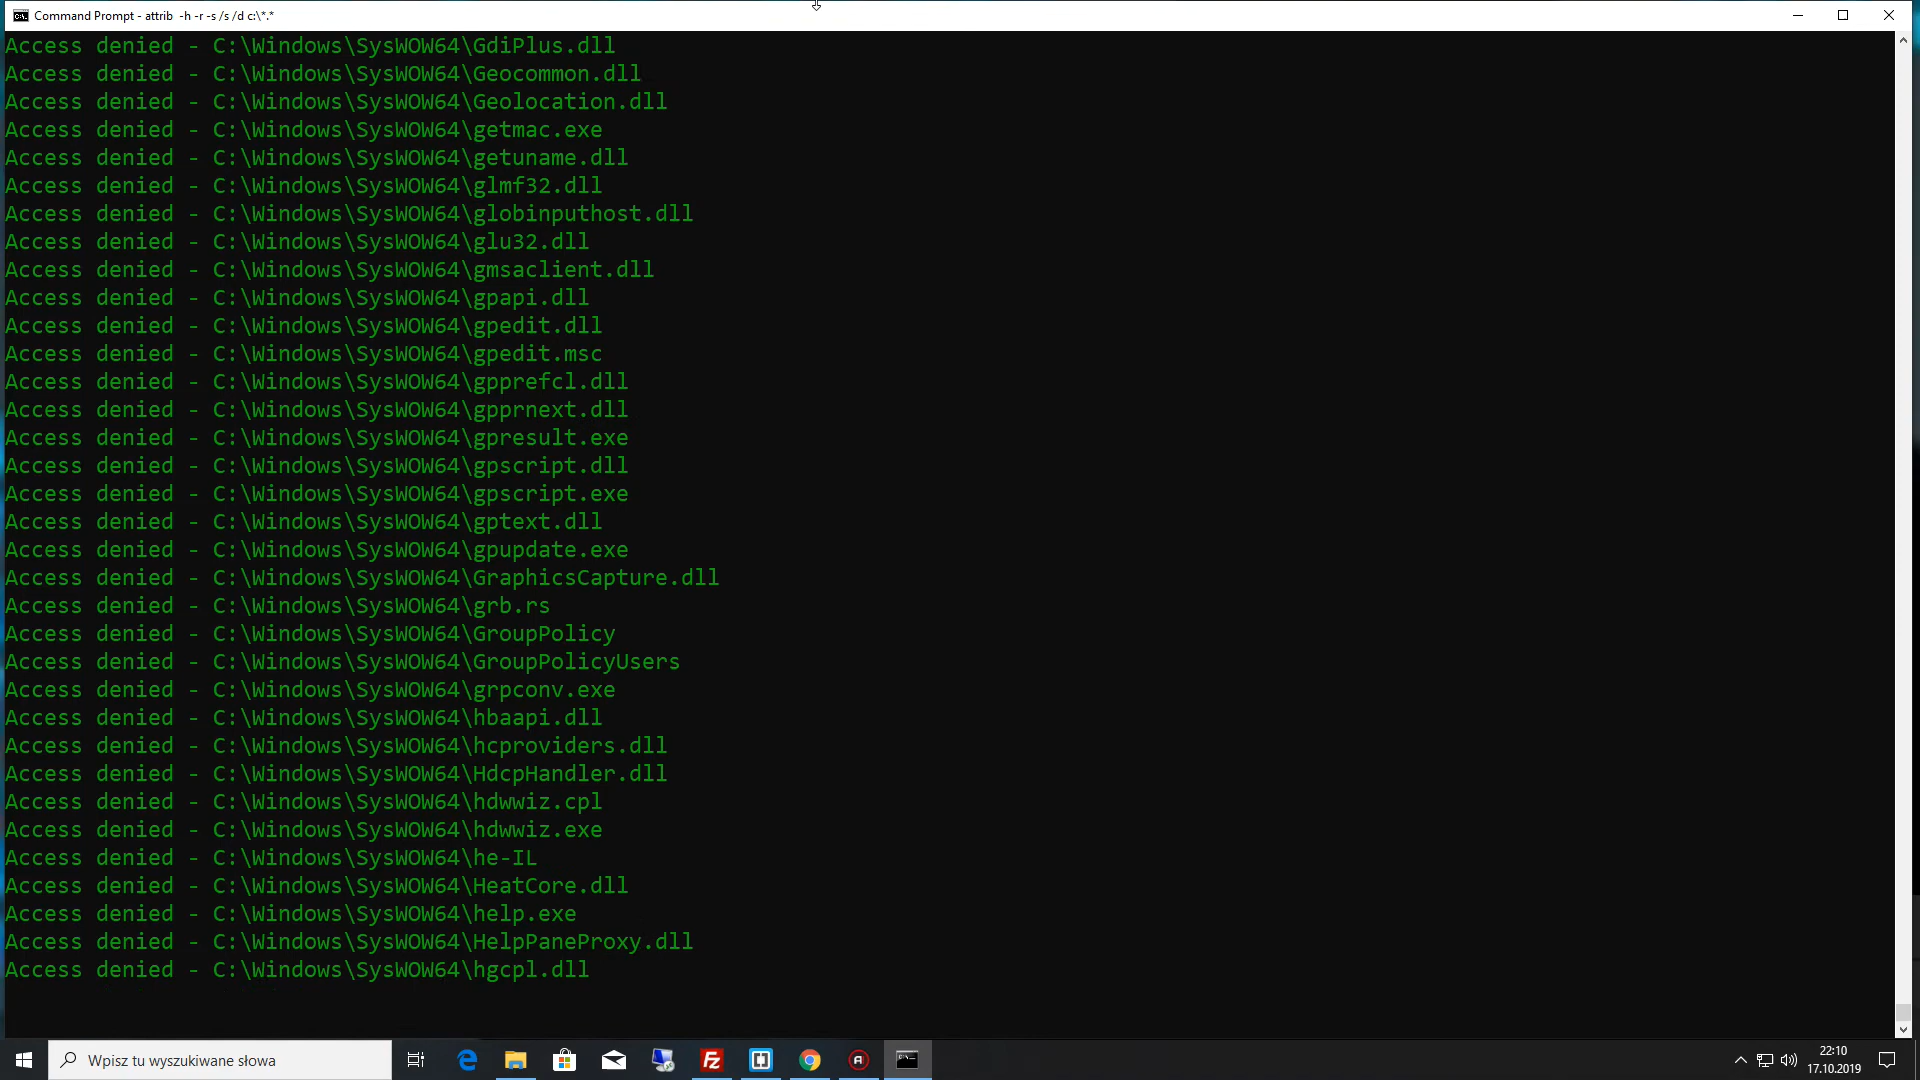 Command Prompt - attrib  -h -r -s /s /d c:\*.*
Access denied - C:\Windows\SysWOW64\GdiPlus.dll
Access denied - C:\Windows\SysWOW64\Geocommon.dll
Access denied - C:\Windows\SysWOW64\Geolocation.dll
Access denied - C:\Windows\SysWOW64\getmac.exe
Access denied - C:\Windows\SysWOW64\getuname.dll
Access denied - C:\Windows\SysWOW64\glmf32.dll
Access denied - C:\Windows\SysWOW64\globinputhost.dll
Access denied - C:\Windows\SysWOW64\glu32.dll
Access denied - C:\Windows\SysWOW64\gmsaclient.dll
Access denied - C:\Windows\SysWOW64\gpapi.dll
Access denied - C:\Windows\SysWOW64\gpedit.dll
Access denied - C:\Windows\SysWOW64\gpedit.msc
Access denied - C:\Windows\SysWOW64\gpprefcl.dll
Access denied - C:\Windows\SysWOW64\gpprnext.dll
Access denied - C:\Windows\SysWOW64\gpresult.exe
Access denied - C:\Windows\SysWOW64\gpscript.dll
Access denied - C:\Windows\SysWOW64\gpscript.exe
Access denied - C:\Windows\SysWOW64\gptext.dll
Access denied - C:\Windows\SysWOW64\gpupdate.exe
Access denied - C:\Windows\SysWOW64\GraphicsCapture.dll
Access denied - C:\Windows\SysWOW64\grb.rs
Access denied - C:\Windows\SysWOW64\GroupPolicy
Access denied - C:\Windows\SysWOW64\GroupPolicyUsers
Access denied - C:\Windows\SysWOW64\grpconv.exe
Access denied - C:\Windows\SysWOW64\hbaapi.dll
Access denied - C:\Windows\SysWOW64\hcproviders.dll
Access denied - C:\Windows\SysWOW64\HdcpHandler.dll
Access denied - C:\Windows\SysWOW64\hdwwiz.cpl
Access denied - C:\Windows\SysWOW64\hdwwiz.exe
Access denied - C:\Windows\SysWOW64\he-IL
Access denied - C:\Windows\SysWOW64\HeatCore.dll
Access denied - C:\Windows\SysWOW64\help.exe
Access denied - C:\Windows\SysWOW64\HelpPaneProxy.dll
Access denied - C:\Windows\SysWOW64\hgcpl.dll
Wpisz tu wyszukiwane słowa
22:10
17.10.2019